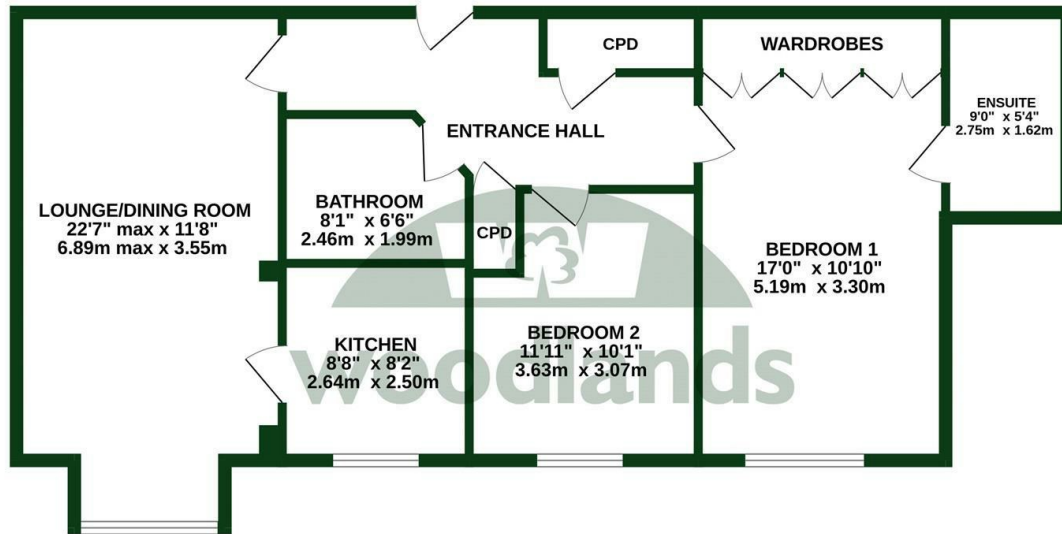 CPD
WARDROBES
ENSUITE
9'0" x 5'4"
2.75m x 1.62m
ENTRANCE HALL
LOUNGE/DINING ROOM
22'7" max x 11'8"
6.89m max x 3.55m
BATHROOM
8'1" x 6'6"
2.46m x 1.99m
CPD
BEDROOM 1
17'0" x 10'10"
5.19m x 3.30m
KITCHEN
8'8" x 8'2"
2.64m x 2.50m
BEDROOM 2
11'11" x 10'1"
3.63m x 3.07m
woodlands